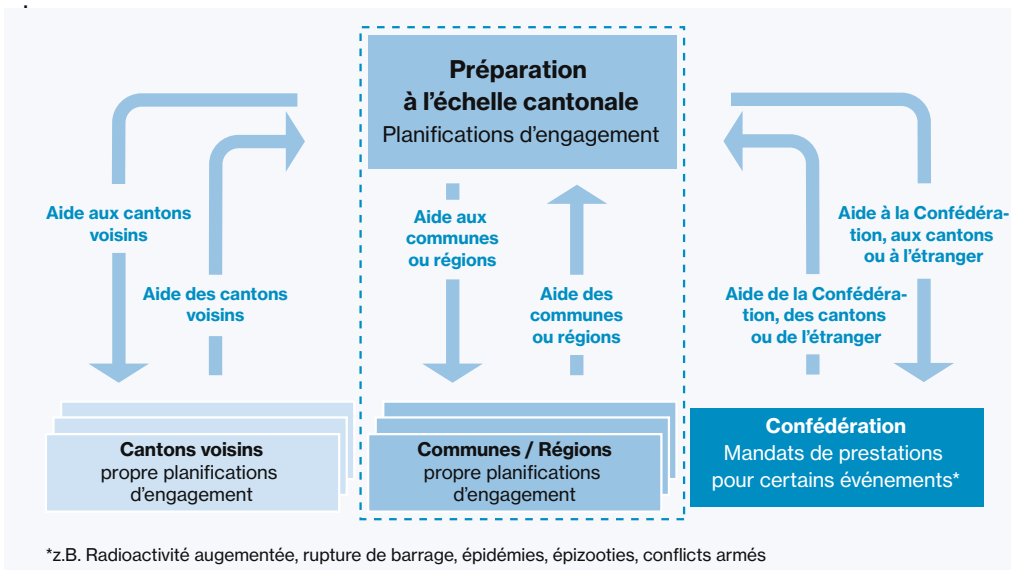 Préparation
à l’échelle cantonale
Planifications d’engagement
Aide aux cantons
voisins
Aide des cantons
voisins
Aide aux
communes
ou régions
Aide des
communes
ou régions
Aide de la Confédéra-
tion, des cantons
ou de l’étranger
Aide à la Confédéra-
tion, aux cantons
ou à l’étranger
Cantons voisins
propre planifications
d’engagement
Communes / Régions
propre planifications
d’engagement
Confédération
Mandats de prestations
pour certains événements*
*z.B. Radioactivité augementée, rupture de barrage, épidémies, épizooties, conflicts armés